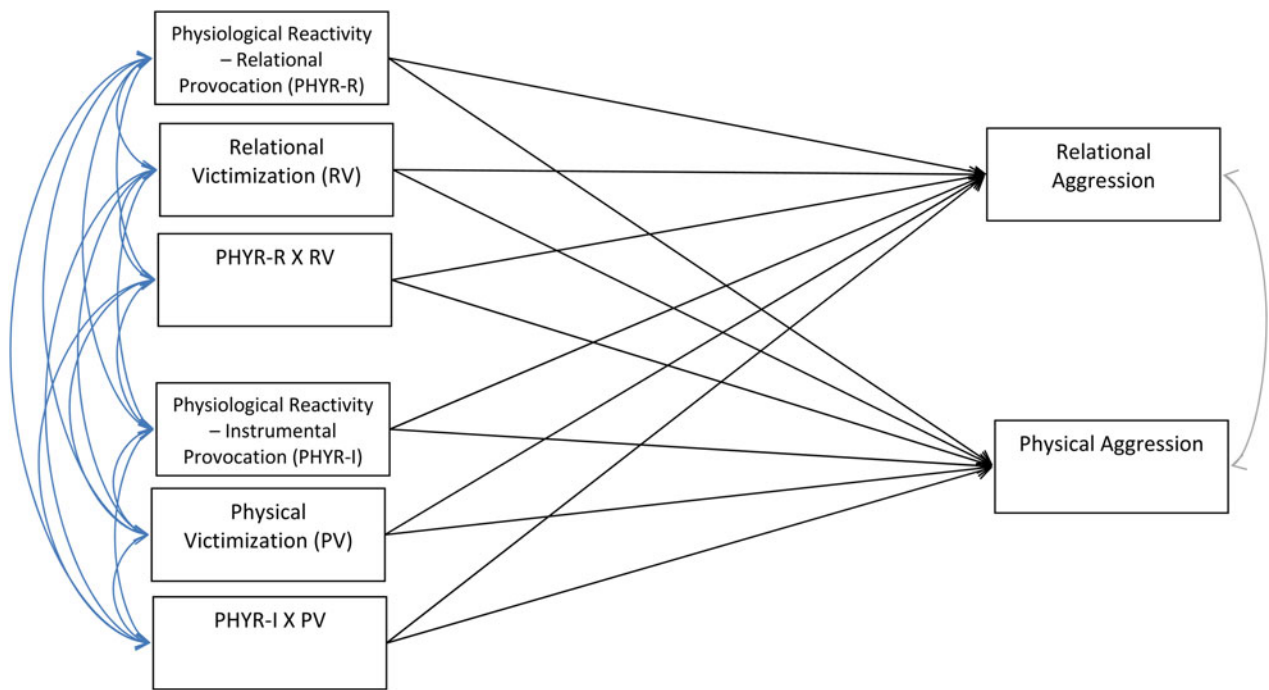 Physiological Reactivity
– Relational
Provocation (PHYR-R)
Relational
Victimization (RV)
PHYR-R X RV
Physiological Reactivity
– Instrumental
Provocation (PHYR-I)
Physical
Victimization (PV)
PHYR-I X PV
Relational
Aggression
Physical Aggression